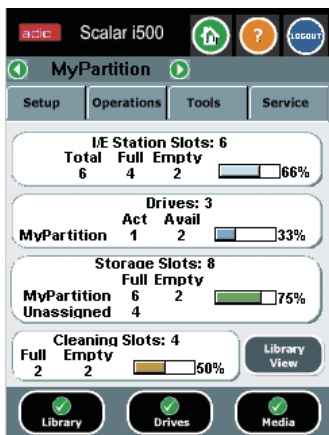 adic Scalar i500 ? LOGOUT
MyPartition
Setup Operations Tools Service
I/E Station Slots: 6
Total Full Empty
6 4 2 66%
Drives: 3
Act Avail
MyPartition 1 2 33%
Storage Slots: 8
Full Empty
MyPartition 6 2 75%
Unassigned 4
Cleaning Slots: 4
Full Empty
2 2 50%
Library
View
Library Drives Media